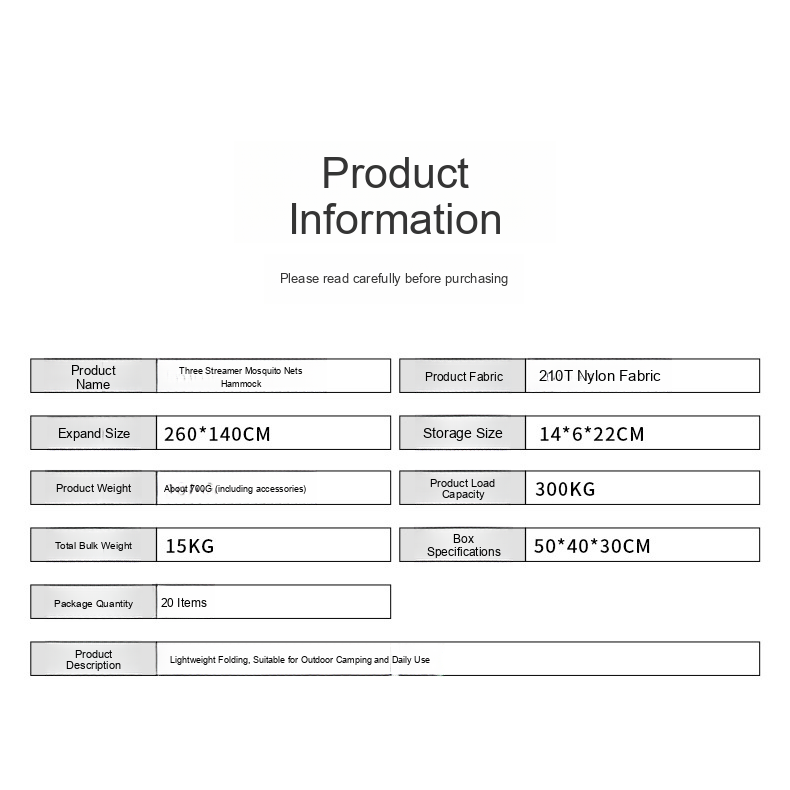 Product
Information
Please read carefully before purchasing
Product
Name
Three Streamer Mosquito Nets
Hammock
Product Fabric
210T Nylon Fabric
Expand Size
260*140CM
Storage Size
14*6*22CM
Product Weight
About 700G (including accessories)
Product Load
Capacity
300KG
Total Bulk Weight
15KG
Box
Specifications
50*40*30CM
Package Quantity
20 Items
Product
Description
Lightweight Folding, Suitable for Outdoor Camping and Daily Use